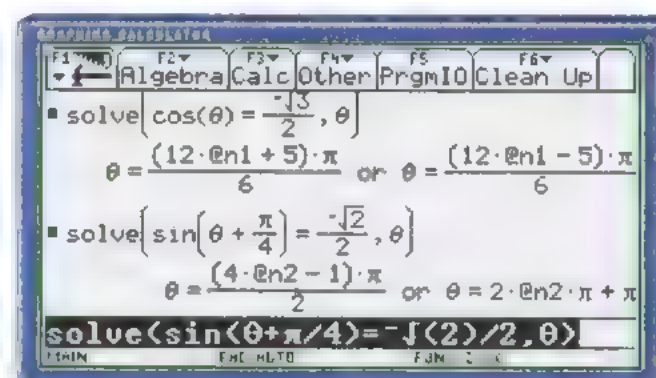 GRAPHING CALCULATOR
F1 F2 F3 F4 F5 F6
Algebra Calc Other PrgmIO Clean Up
▪ solve(cos(θ) = -√3/2, θ)
θ = (12·@n1 + 5)·π/6 or θ = (12·@n1 - 5)·π/6
▪ solve(sin(θ + π/4) = -√2/2, θ)
θ = (4·@n2 - 1)·π/2 or θ = 2·@n2·π + π
solve(sin(θ+π/4)=-√(2)/2,θ)
MAIN